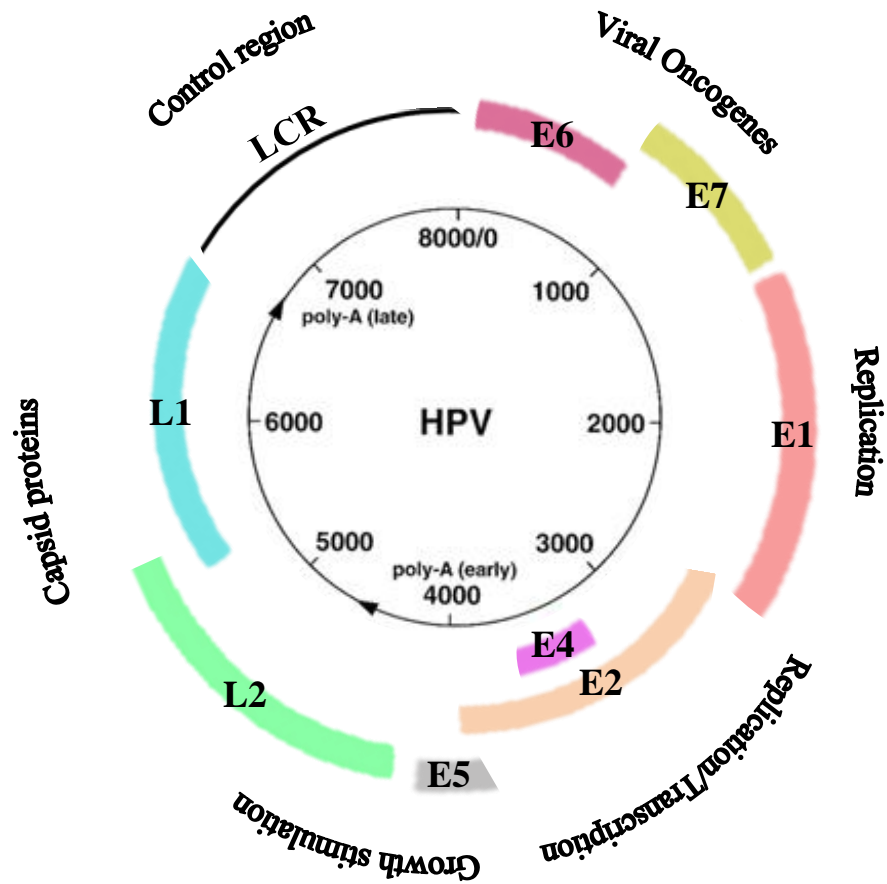 Control region
Viral Oncogenes
LCR
E6
E7
8000/0
7000
poly-A (late)
1000
Replication
L1
6000
HPV
2000
E1
Capsid proteins
5000
3000
poly-A (early)
4000
E4
E2
L2
Replication/Transcription
E5
Growth stimulation